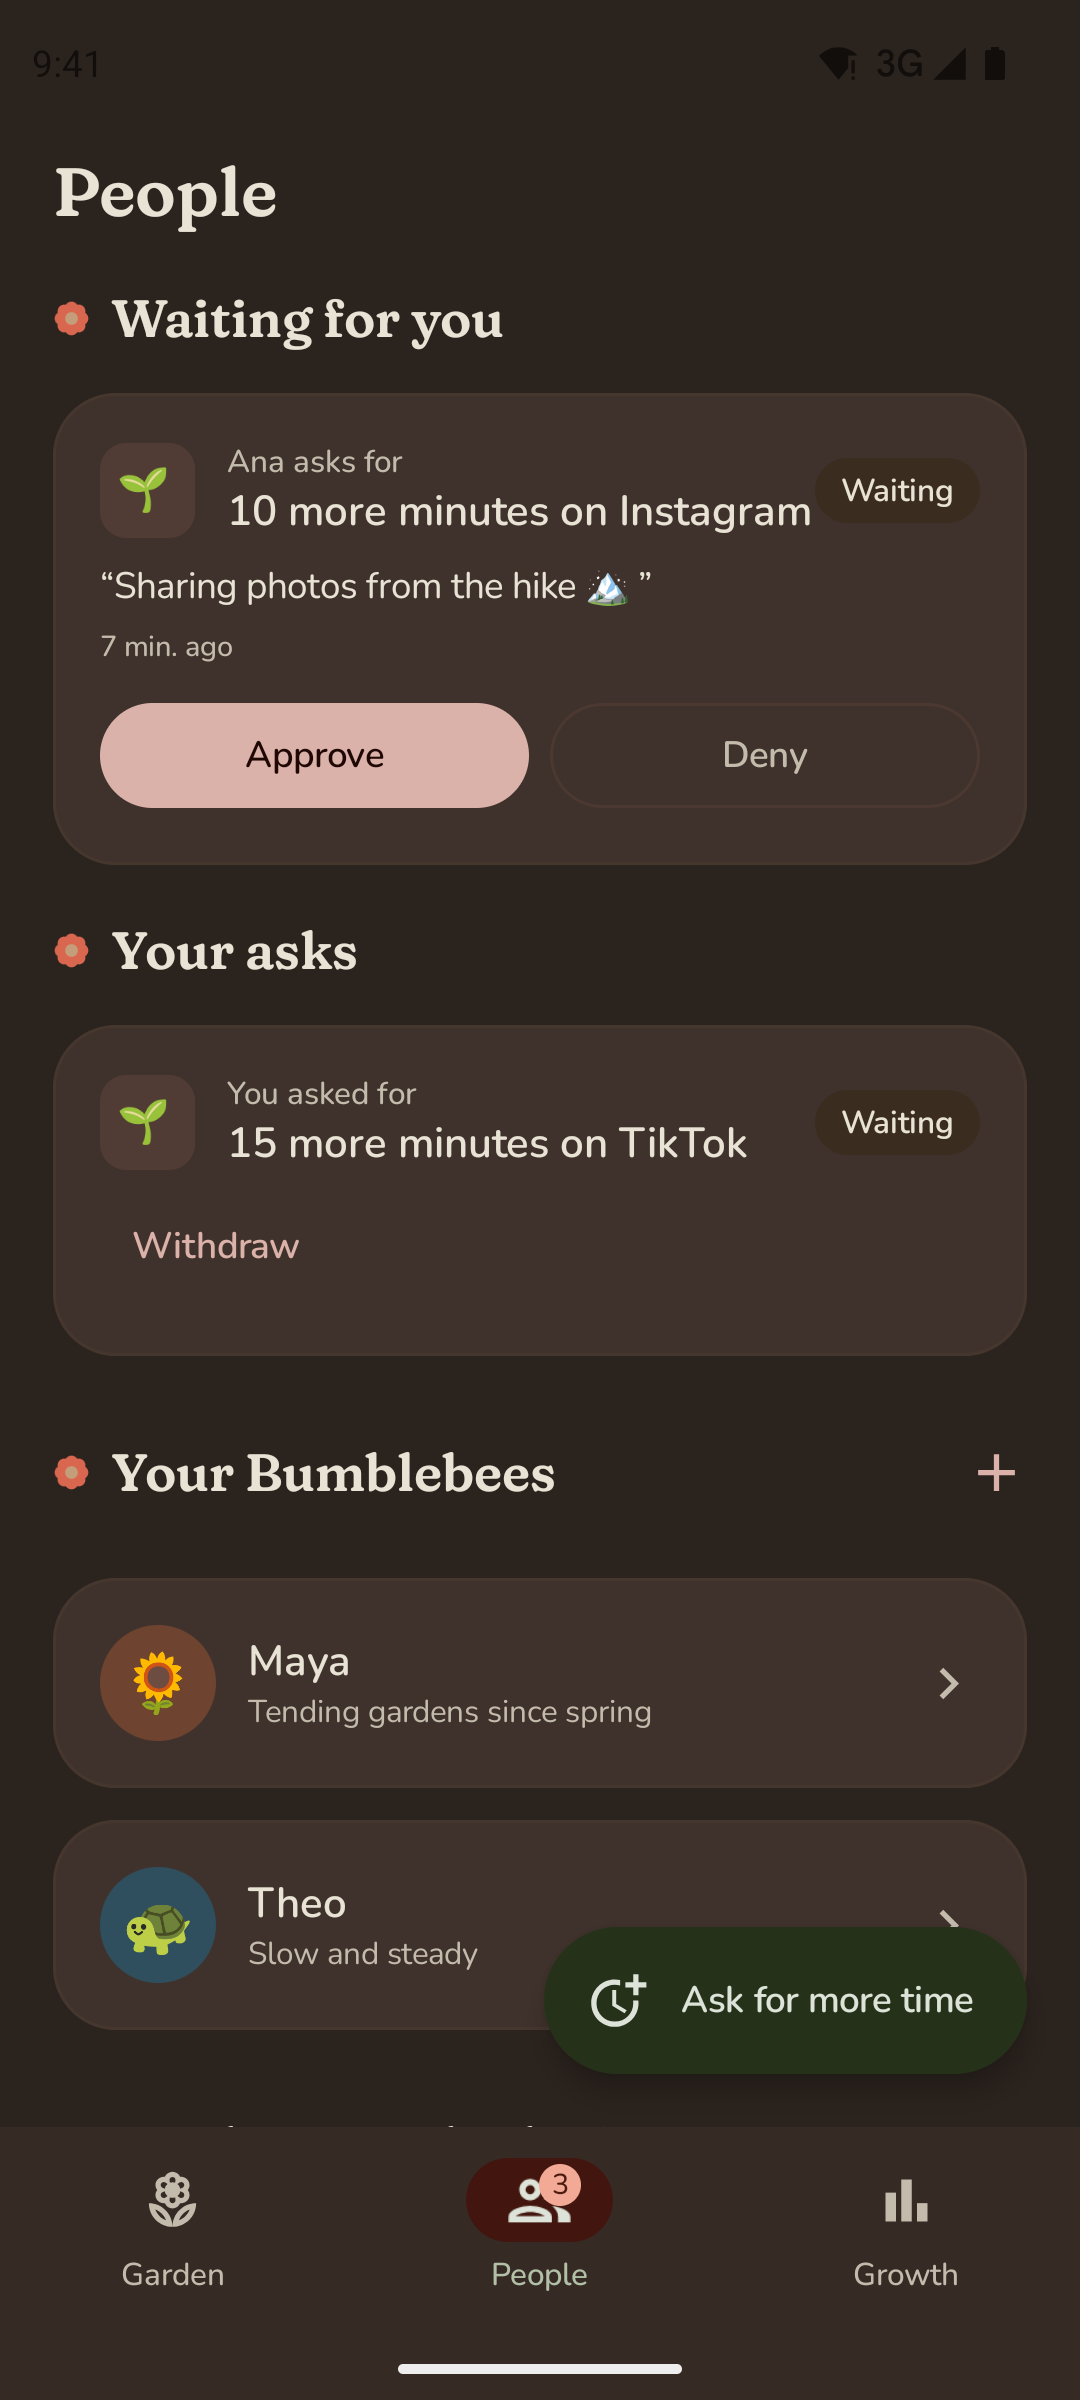 9:41
3G
People
Waiting for you
Ana asks for
10 more minutes on Instagram
Waiting
“Sharing photos from the hike 🏔️ ”
7 min. ago
Approve
Deny
Your asks
You asked for
15 more minutes on TikTok
Waiting
Withdraw
Your Bumblebees
Maya
Tending gardens since spring
Theo
Slow and steady
Ask for more time
3
Garden
People
Growth